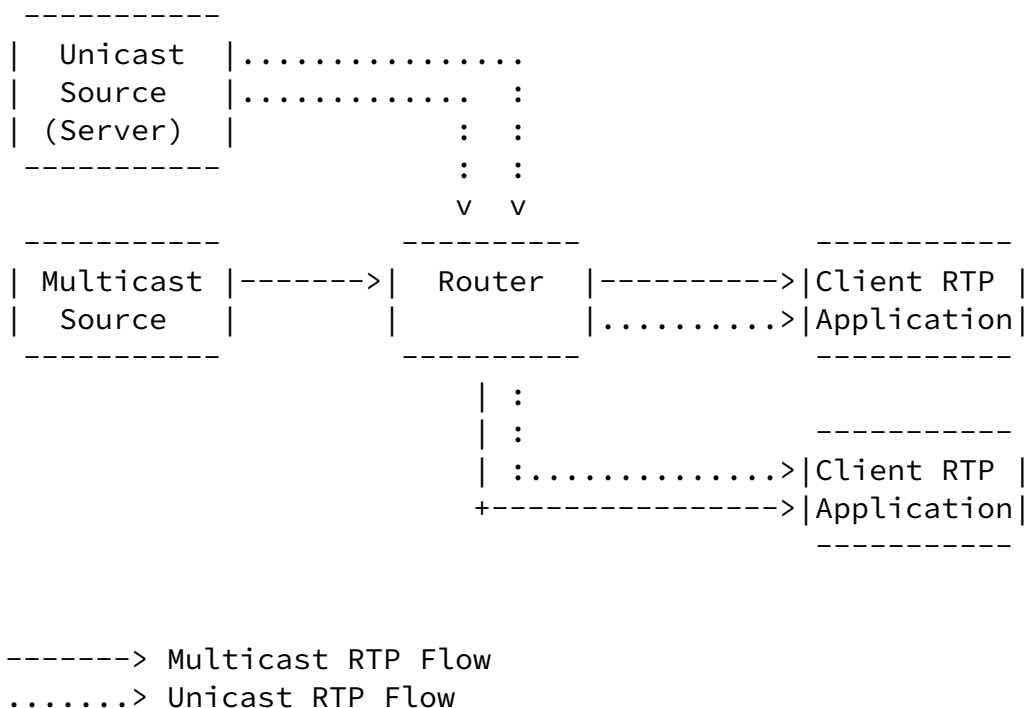 Unicast
Source
(Server)
Multicast
Source
Router
Client RTP
Application
Client RTP
Application
-------> Multicast RTP Flow
.......> Unicast RTP Flow